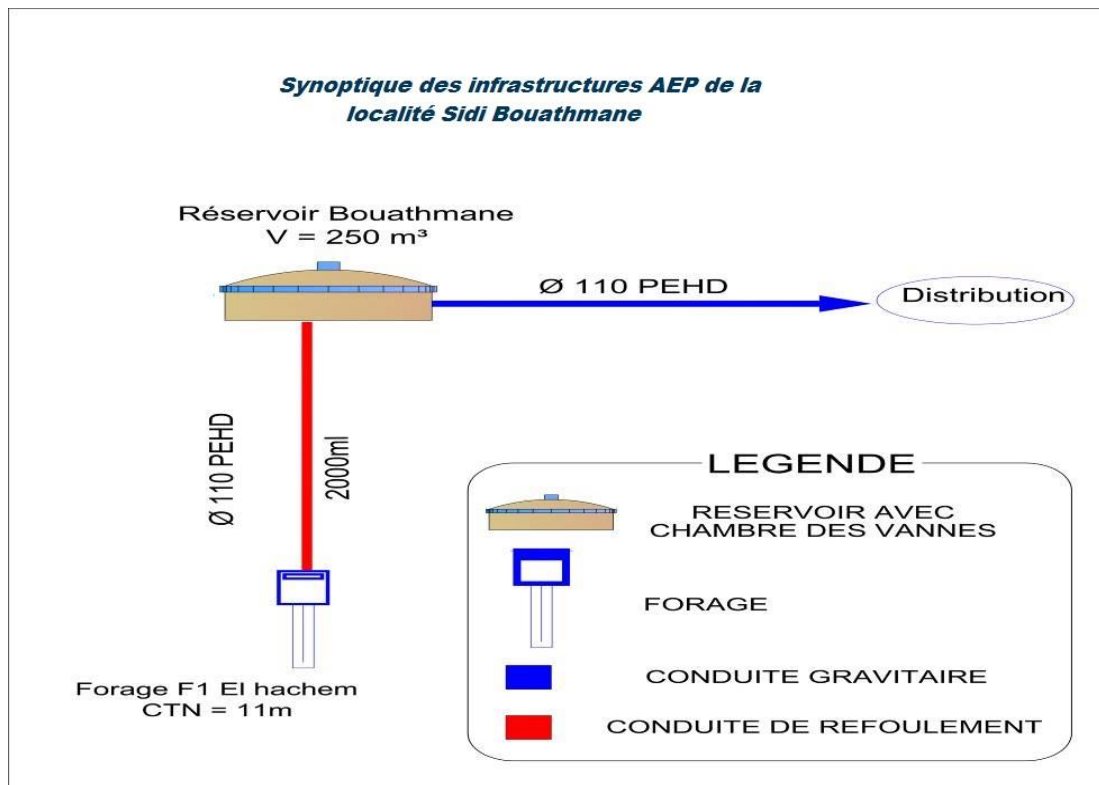 Synoptique des infrastructures AEP de la
localité Sidi Bouathmane
Réservoir Bouathmane
V = 250 m³
Ø 110 PEHD
Distribution
Ø 110 PEHD
2000ml
Forage F1 El hachem
CTN = 11m
LEGENDE
RESERVOIR AVEC
CHAMBRE DES VANNES
FORAGE
CONDUITE GRAVITAIRE
CONDUITE DE REFOULEMENT